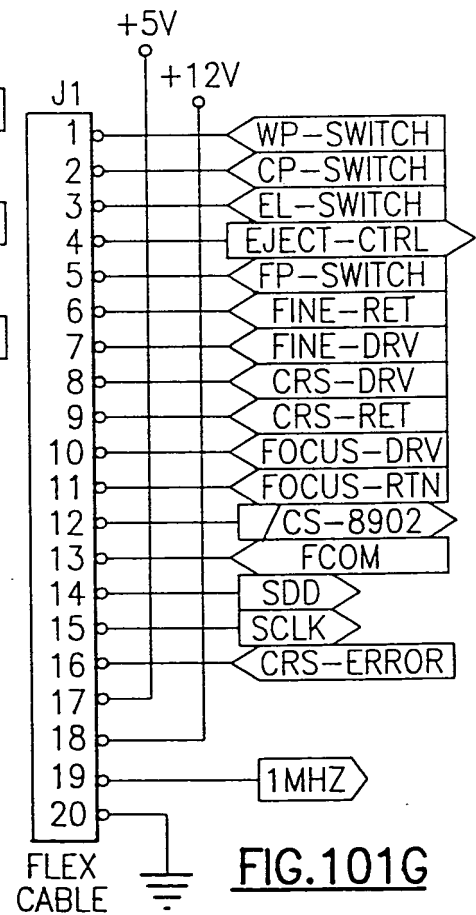 +5V
+12V
J1
1 WP-SWITCH
2 CP-SWITCH
3 EL-SWITCH
4 EJECT-CTRL
5 FP-SWITCH
6 FINE-RET
7 FINE-DRV
8 CRS-DRV
9 CRS-RET
10 FOCUS-DRV
11 FOCUS-RTN
12 /CS-8902
13 FCOM
14 SDD
15 SCLK
16 CRS-ERROR
17
18
19 1MHZ
20
FLEX
CABLE
FIG.101G